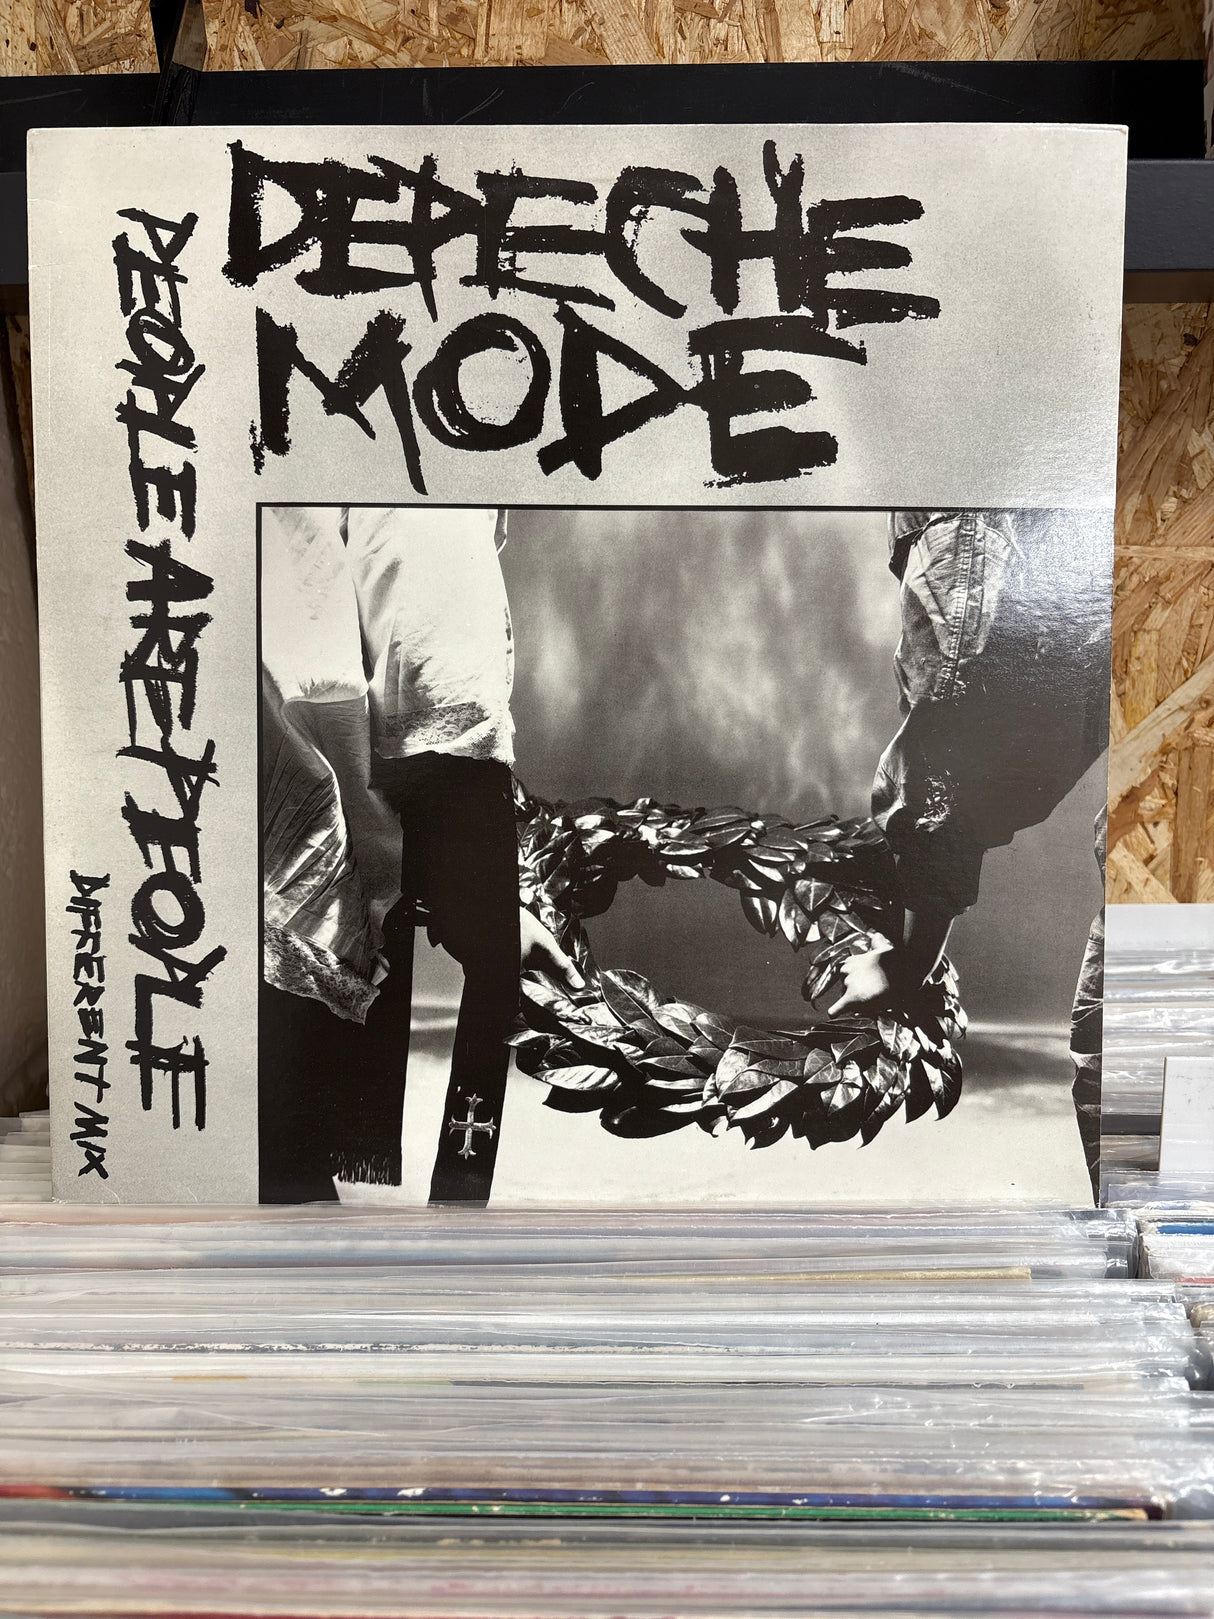 DEPECHE
MODE
PEOPLE ARE PEOPLE
DIFFERENT MIX